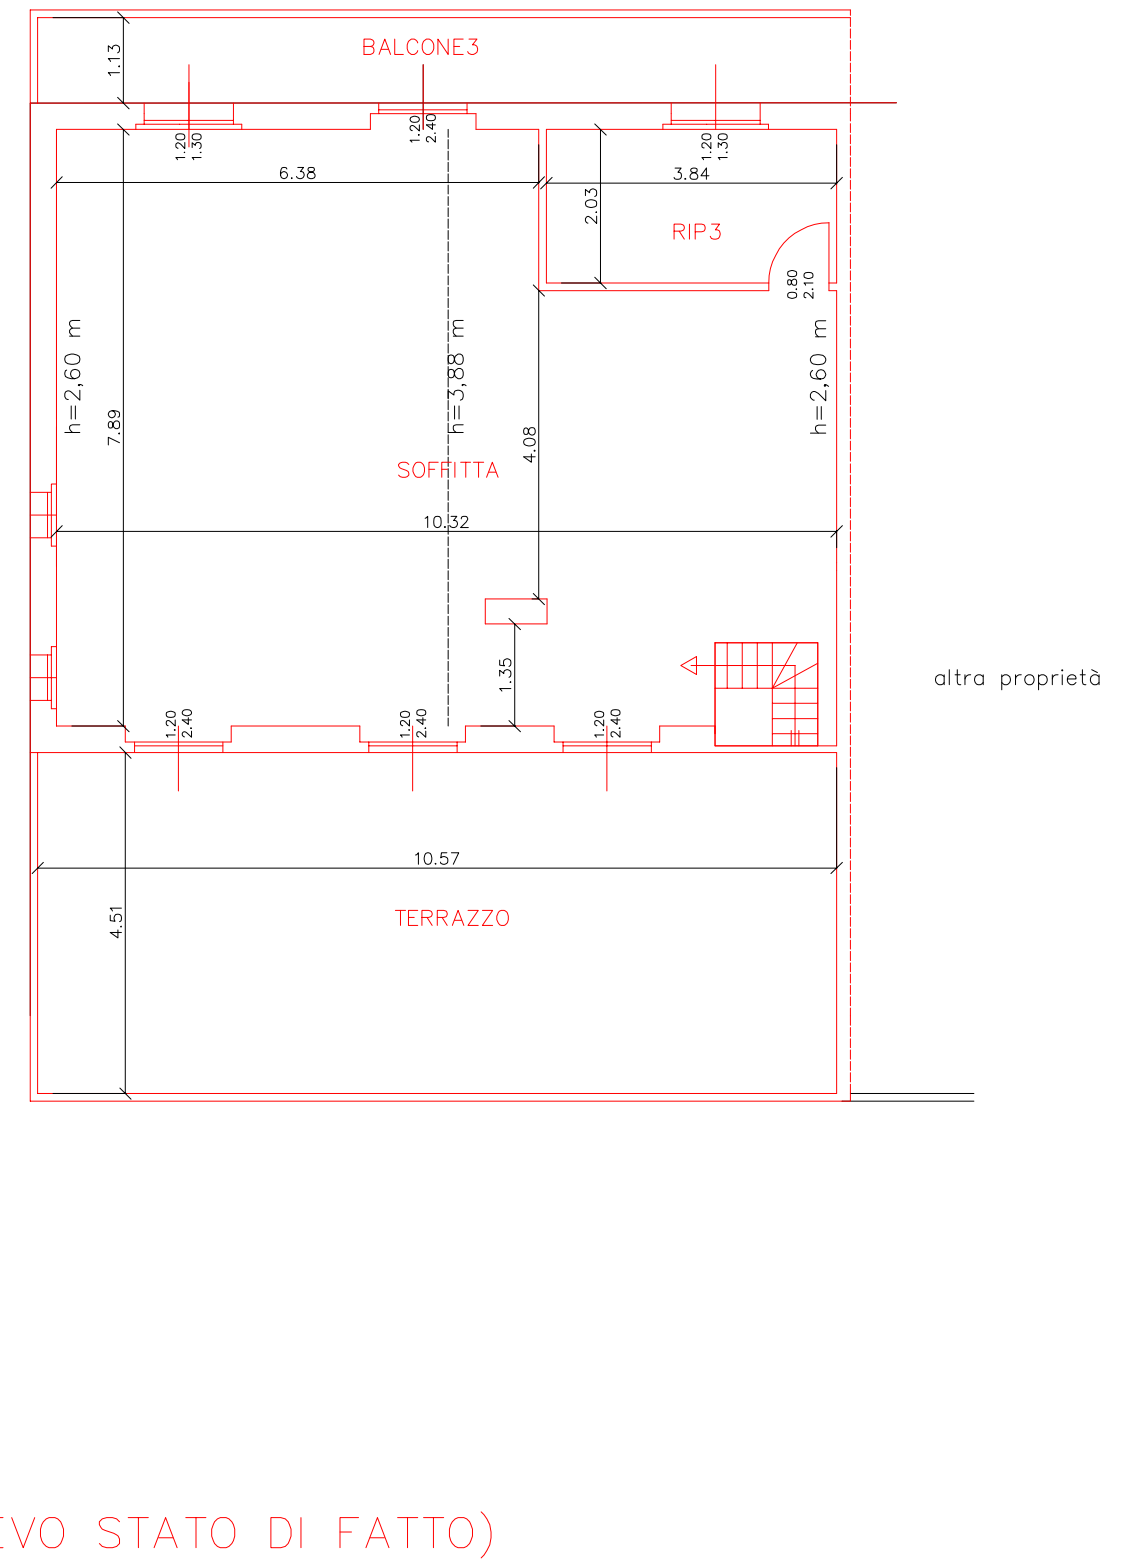 BALCONE3
1.13
1.20
1.30
1.20
2.40
1.20
1.30
6.38
3.84
2.03
RIP3
0.80
2.10
h=2,60 m
h=3,88 m
h=2,60 m
7.89
4.08
SOFFITTA
10.32
1.35
altra proprietà
1.20
2.40
1.20
2.40
1.20
2.40
10.57
4.51
TERRAZZO
EVO STATO DI FATTO)